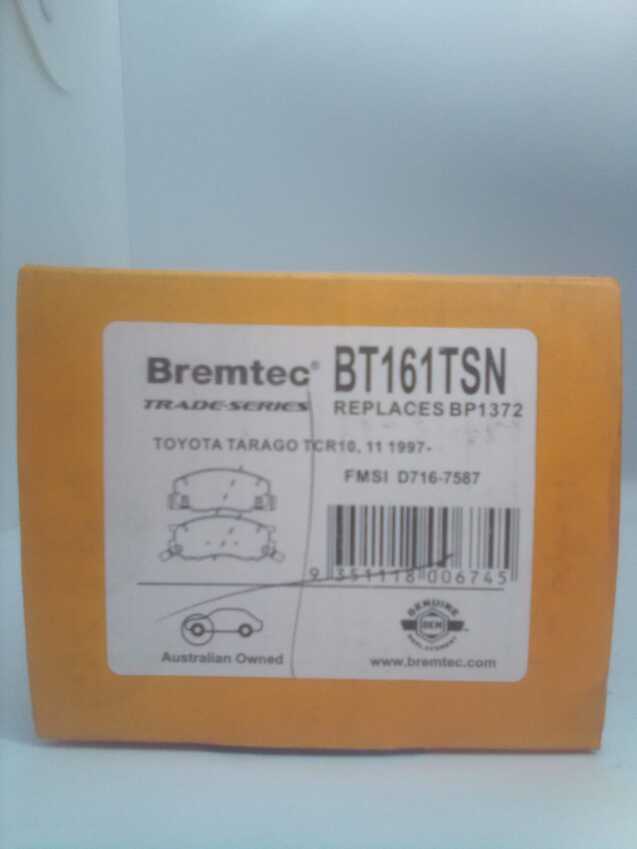 Bremtec® BT161TSN
TRADE-SERIES REPLACES BP1372
TOYOTA TARAGO TCR10, 11 1997-
FMSI D716-7587
9 351118 006745
GENUINE
OEM
REPLACEMENT
Australian Owned
www.bremtec.com